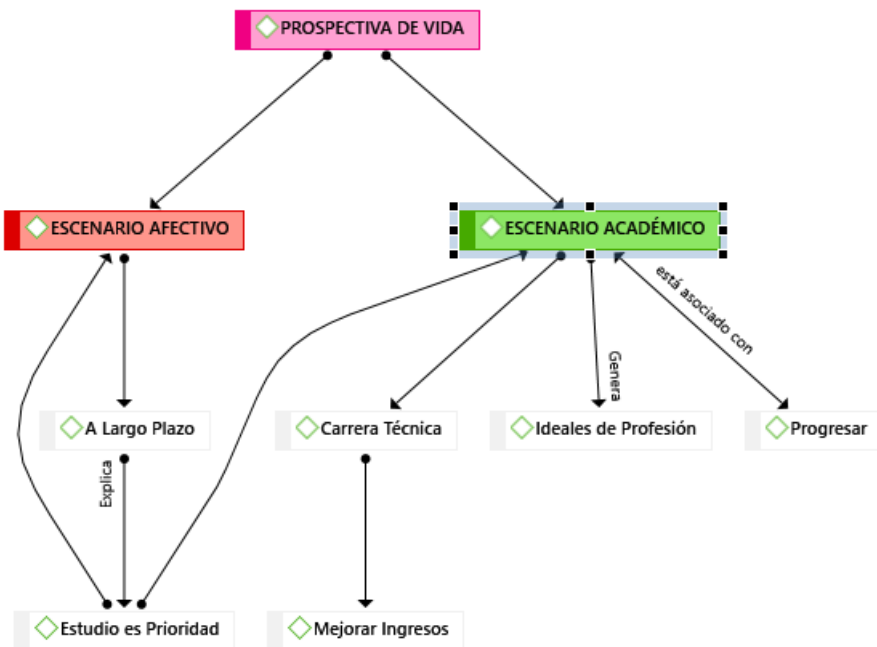 PROSPECTIVA DE VIDA
ESCENARIO AFECTIVO
ESCENARIO ACADÉMICO
está asociado con
Genera
A Largo Plazo
Carrera Técnica
Ideales de Profesión
Progresar
Explica
Estudio es Prioridad
Mejorar Ingresos